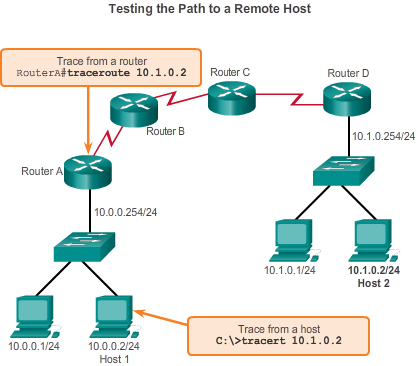 Testing the Path to a Remote Host
Trace from a router
RouterA#traceroute 10.1.0.2
Router C
Router D
Router B
10.1.0.254/24
Router A
10.0.0.254/24
10.1.0.1/24
10.1.0.2/24
Host 2
Trace from a host
C:\>tracert 10.1.0.2
10.0.0.1/24
10.0.0.2/24
Host 1